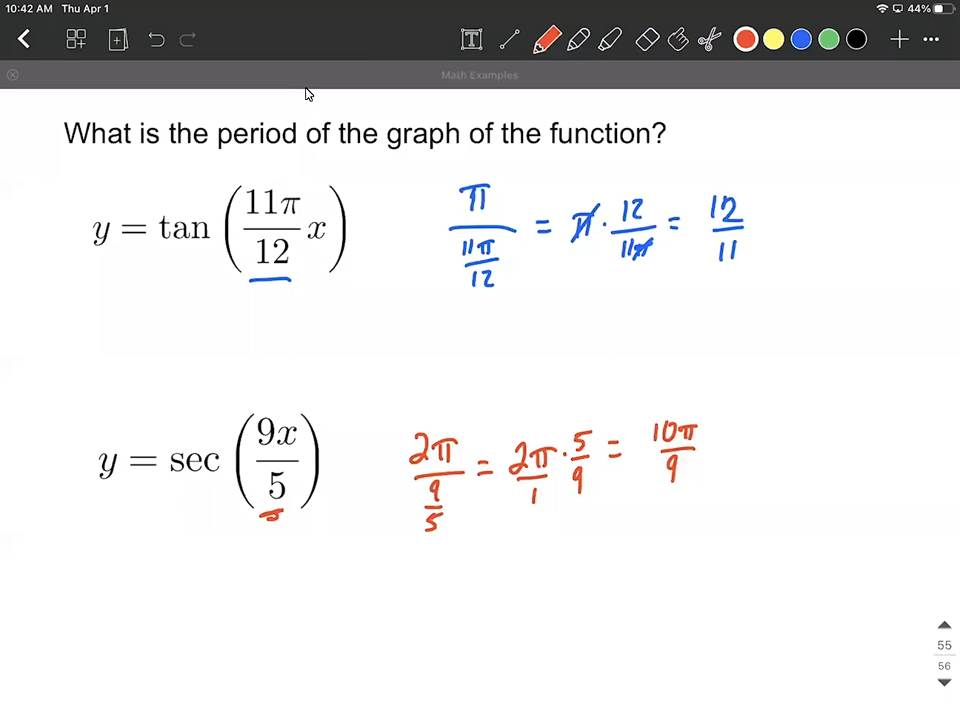 10:42 AM Thu Apr 1 44%
Math Examples
What is the period of the graph of the function?
y = tan (11π/12 x) π/(11π/12) = π · 12/11π = 12/11
y = sec (9x/5) 2π/(9/5) = 2π/1 · 5/9 = 10π/9
55
56